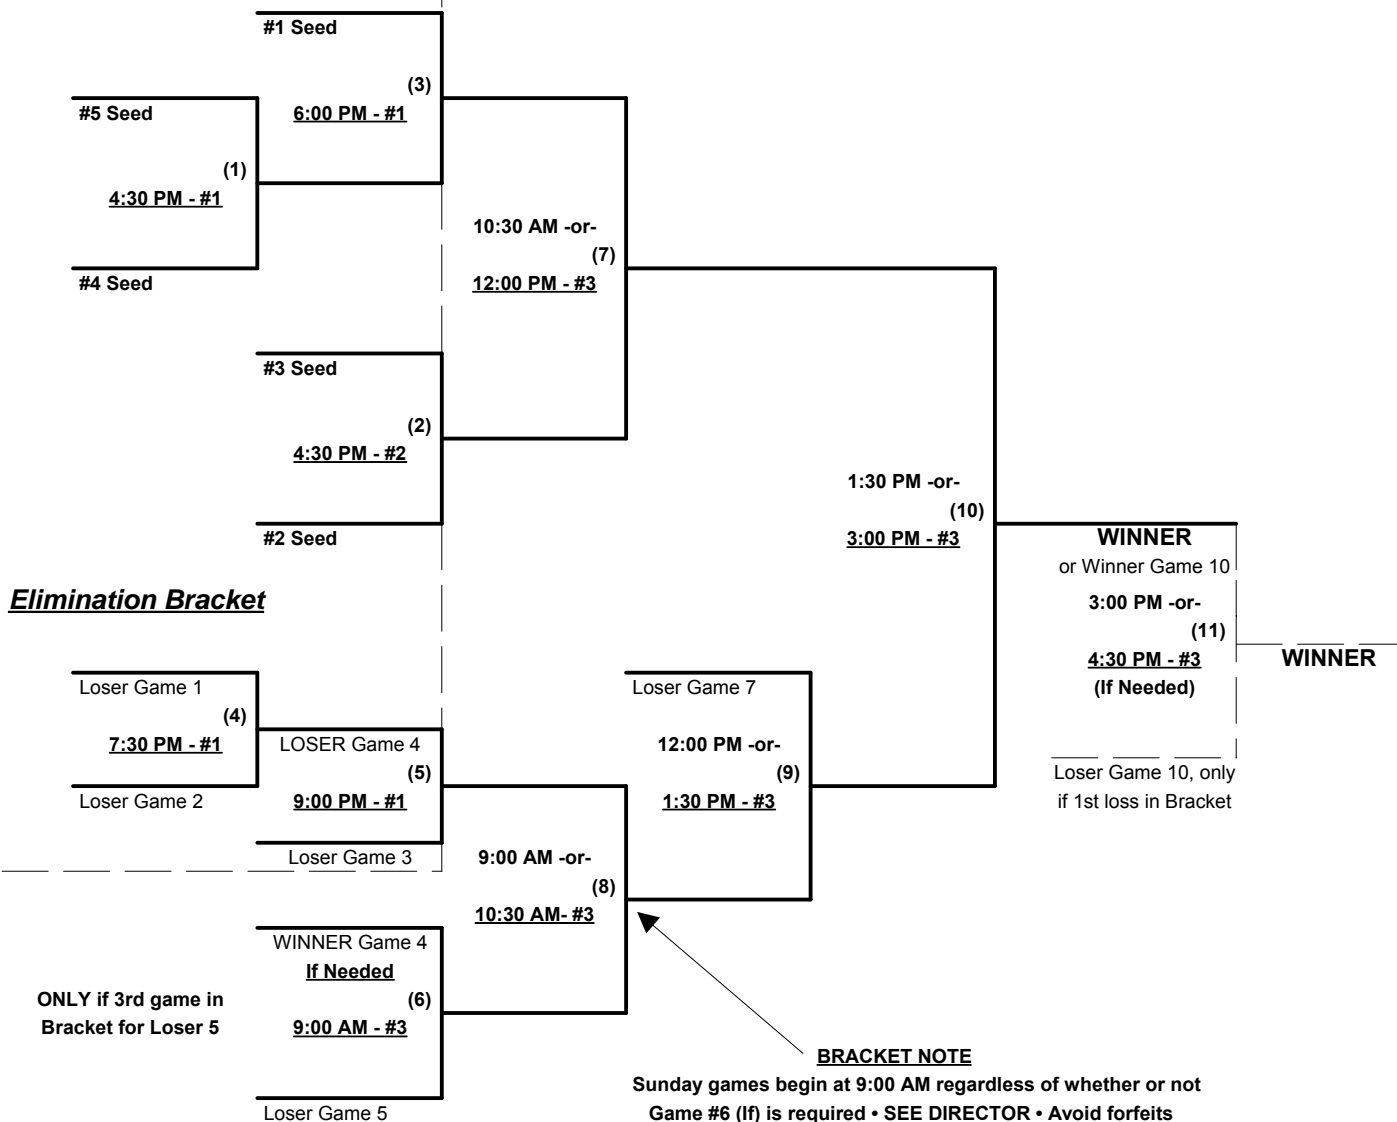 #1 Seed
(3)
6:00 PM - #1
#5 Seed
(1)
4:30 PM - #1
#4 Seed
10:30 AM -or-
(7)
12:00 PM - #3
#3 Seed
(2)
4:30 PM - #2
#2 Seed
1:30 PM -or-
(10)
3:00 PM - #3
WINNER
or Winner Game 10
3:00 PM -or-
(11)
4:30 PM - #3
(If Needed)
WINNER
Loser Game 10, only
if 1st loss in Bracket
Elimination Bracket
Loser Game 1
(4)
7:30 PM - #1
Loser Game 2
LOSER Game 4
(5)
9:00 PM - #1
Loser Game 3
Loser Game 7
12:00 PM -or-
(9)
1:30 PM - #3
9:00 AM -or-
(8)
10:30 AM- #3
WINNER Game 4
If Needed
(6)
9:00 AM - #3
Loser Game 5
ONLY if 3rd game in
Bracket for Loser 5
BRACKET NOTE
Sunday games begin at 9:00 AM regardless of whether or not
Game #6 (If) is required • SEE DIRECTOR • Avoid forfeits